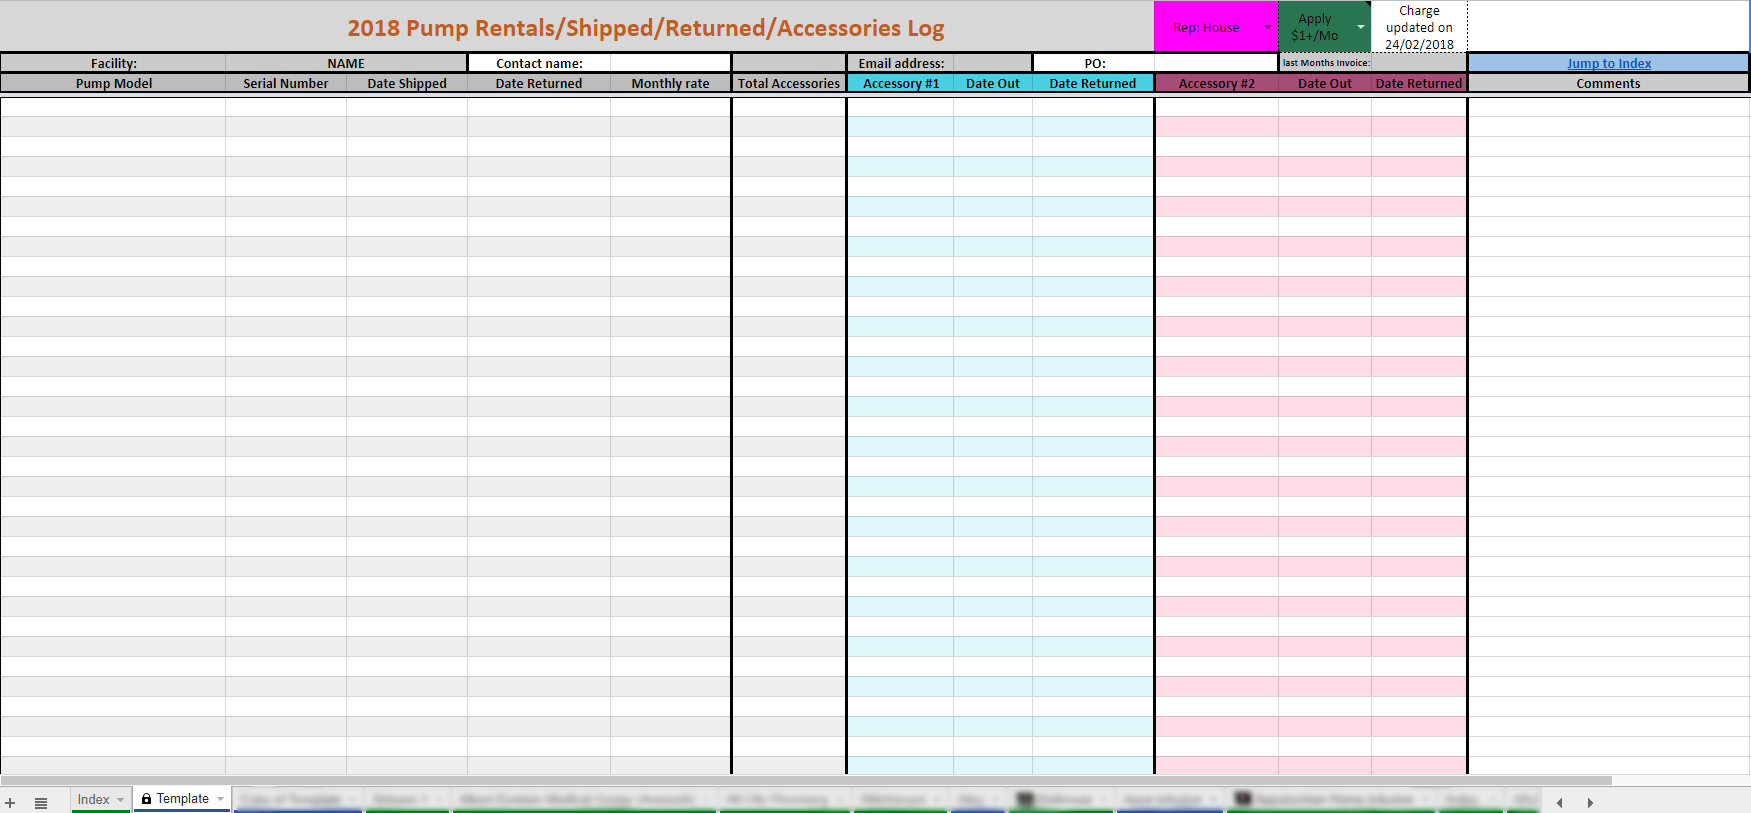 2018 Pump Rentals/Shipped/Returned/Accessories Log
Rep: House
Apply
$1+/Mo
Charge
updated on
24/02/2018
Facility: NAME Contact name: Email address: PO: last Months Invoice: Jump to Index
Pump Model Serial Number Date Shipped Date Returned Monthly rate Total Accessories Accessory #1 Date Out Date Returned Accessory #2 Date Out Date Returned Comments
Index Template